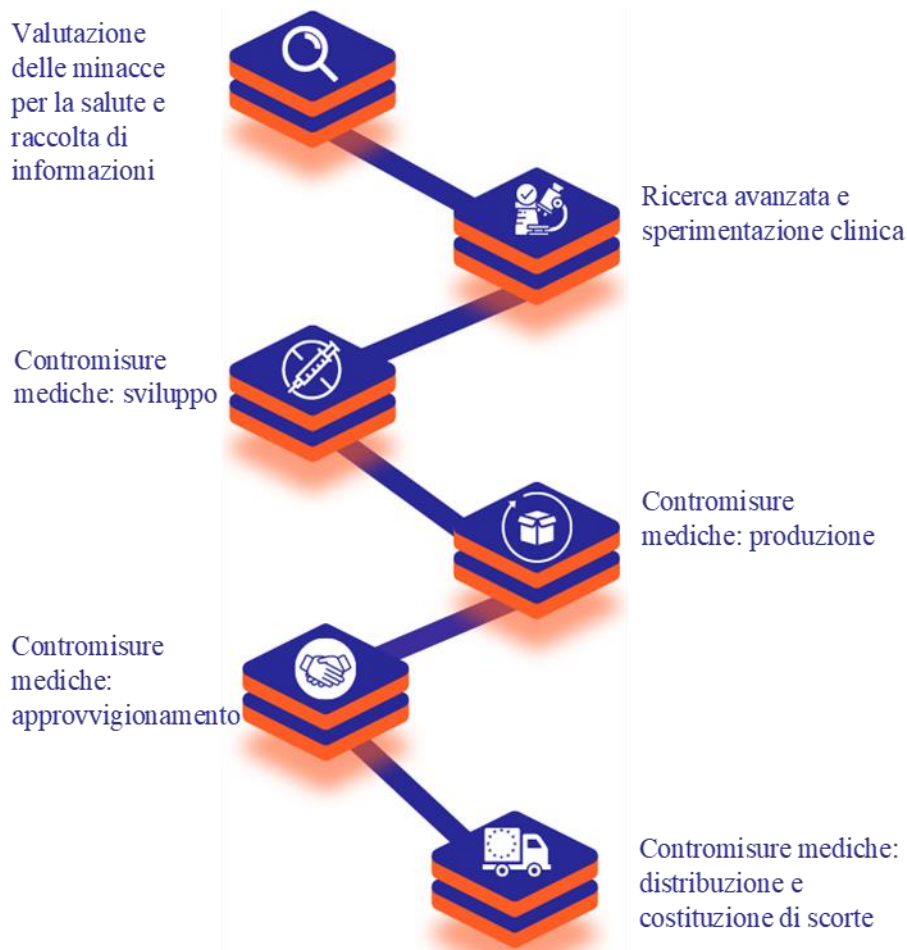 Valutazione
delle minacce
per la salute e
raccolta di
informazioni
Ricerca avanzata e
sperimentazione clinica
Contromisure
mediche: sviluppo
Contromisure
mediche: produzione
Contromisure
mediche:
approvvigionamento
Contromisure mediche:
distribuzione e
costituzione di scorte